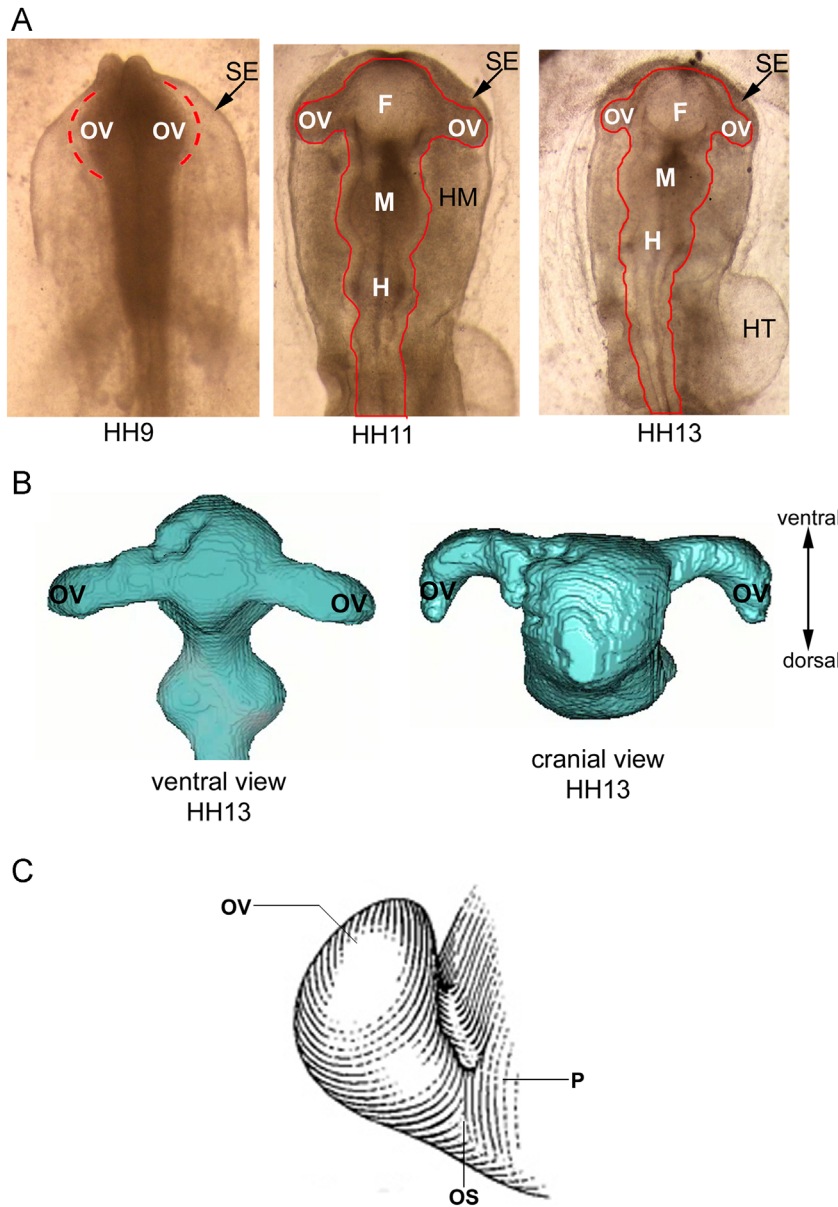 A
SE
OV OV
HH9
SE
F
OV OV
HM
M
H
HH11
SE
OV F OV
M
H
HT
HH13
B
OV OV
ventral view
HH13
OV OV
cranial view
HH13
ventral
dorsal
C
OV
P
OS